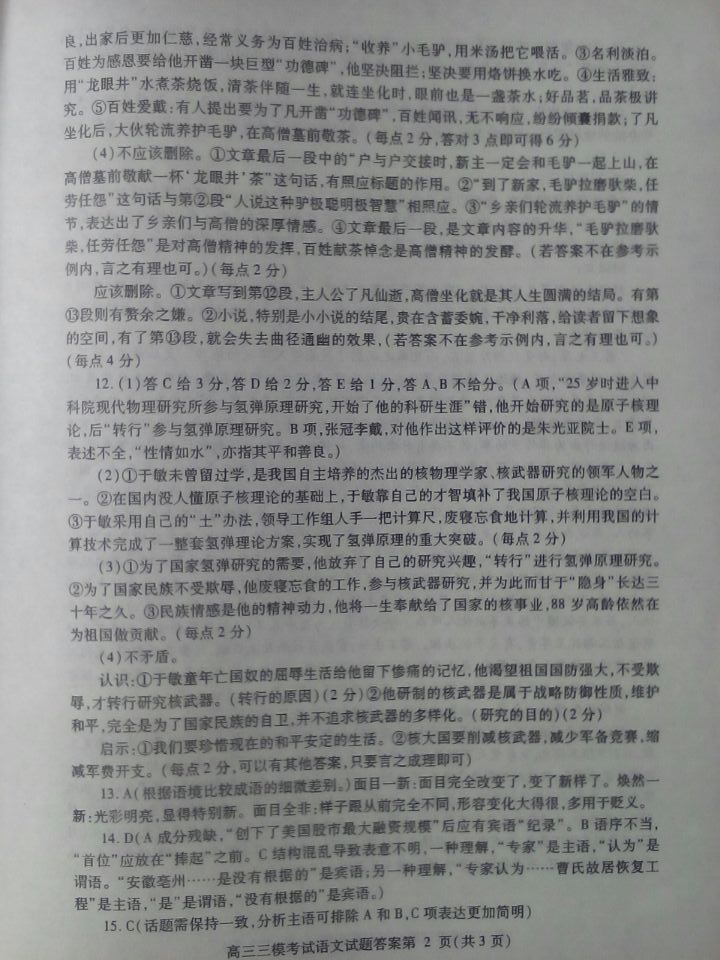 良,出家后更加仁慈,经常义务为百姓治病;“收养”小毛驴,用米汤把它喂活。③名利淡泊。
百姓为感恩要给他开凿一块巨型“功德碑”,他坚决阻拦;坚决要用烙饼换水吃。④生活雅致:
用“龙眼井”水煮茶烧饭,清茶伴随一生,就连坐化时,眼前也是一盏茶水;好品茗,品茶极讲
究。⑤百姓爱戴:有人提出要为了凡开凿“功德碑”,百姓闻讯,无不响应,纷纷倾囊捐款;了凡
坐化后,大伙轮流养护毛驴,在高僧墓前敬茶。(每点2分,答对3点即可得6分)
(4)不应该删除。①文章最后一段中的“户与户交接时,新主一定会和毛驴一起上山,在
高僧墓前敬献一杯‘龙眼井’茶”这句话,有照应标题的作用。②“到了新家,毛驴拉磨驮柴,任
劳任怨”这句话与第②段“人说这种驴极聪明极智慧”相照应。③“乡亲们轮流养护毛驴”的情
节,表达出了乡亲们与高僧的深厚情感。④文章最后一段,是文章内容的升华,“毛驴拉磨驮
柴,任劳任怨”是对高僧精神的发挥,百姓献茶悼念是高僧精神的发酵。(若答案不在参考示
例内,言之有理也可。)(每点2分)
应该删除。①文章写到第⑫段,主人公了凡仙逝,高僧坐化就是其人生圆满的结局。有第
⑬段则有赘余之嫌。②小说,特别是小小说的结尾,贵在含蓄委婉,干净利落,给读者留下想象
的空间,有了第⑬段,就会失去曲径通幽的效果,(若答案不在参考示例内,言之有理也可。)
(每点4分)
12.(1)答C给3分,答D给2分,答E给1分,答A、B不给分。(A项,“25岁时进入中
科院现代物理研究所参与氢弹原理研究,开始了他的科研生涯”错,他开始研究的是原子核理
论,后“转行”参与氢弹原理研究。B项,张冠李戴,对他作出这样评价的是朱光亚院士。E项,
表述不全,“性情如水”,亦指其平和善良。)
(2)①于敏未曾留过学,是我国自主培养的杰出的核物理学家、核武器研究的领军人物之
一。②在国内没人懂原子核理论的基础上,于敏靠自己的才智填补了我国原子核理论的空白。
③于敏采用自己的“土”办法,领导工作组人手一把计算尺,废寝忘食地计算,并利用我国的计
算技术完成了一整套氢弹理论方案,实现了氢弹原理的重大突破。(每点2分)
(3)①为了国家氢弹研究的需要,他放弃了自己的研究兴趣,“转行”进行氢弹原理研究。
②为了国家民族不受欺辱,他废寝忘食的工作,参与核武器研究,并为此而甘于“隐身”长达三
十年之久。③民族情感是他的精神动力,他将一生奉献给了国家的核事业,88岁高龄依然在
为祖国做贡献。(每点2分)
(4)不矛盾。
认识:①于敏童年亡国奴的屈辱生活给他留下惨痛的记忆,他渴望祖国国防强大,不受欺
辱,才转行研究核武器。(转行的原因)(2分)②他研制的核武器是属于战略防御性质,维护
和平,完全是为了国家民族的自卫,并不追求核武器的多样化。(研究的目的)(2分)
启示:①我们要珍惜现在的和平安定的生活。②核大国要削减核武器,减少军备竞赛,缩
减军费开支。(每点2分,可以有其他答案,只要言之成理即可)
13.A(根据语境比较成语的细微差别。)面目一新:面目完全改变了,变了新样了。焕然一
新:光彩明亮,显得特别新。面目全非:样子跟从前完全不同,形容变化大得很,多用于贬义。
14.D(A成分残缺,“创下了美国股市最大融资规模”后应有宾语“纪录”。B语序不当,
“首位”应放在“捧起”之前。C结构混乱导致表意不明,一种理解,“专家”是主语,“认为”是
谓语。“安徽亳州……是没有根据的”是宾语;另一种理解,“专家认为……曹氏故居恢复工
程”是主语,“是”是谓语,“没有根据的”是宾语。)
15.C(话题需保持一致,分析主语可排除A和B,C项表达更加简明)
高三三模考试语文试题答案第 2 页(共3页)